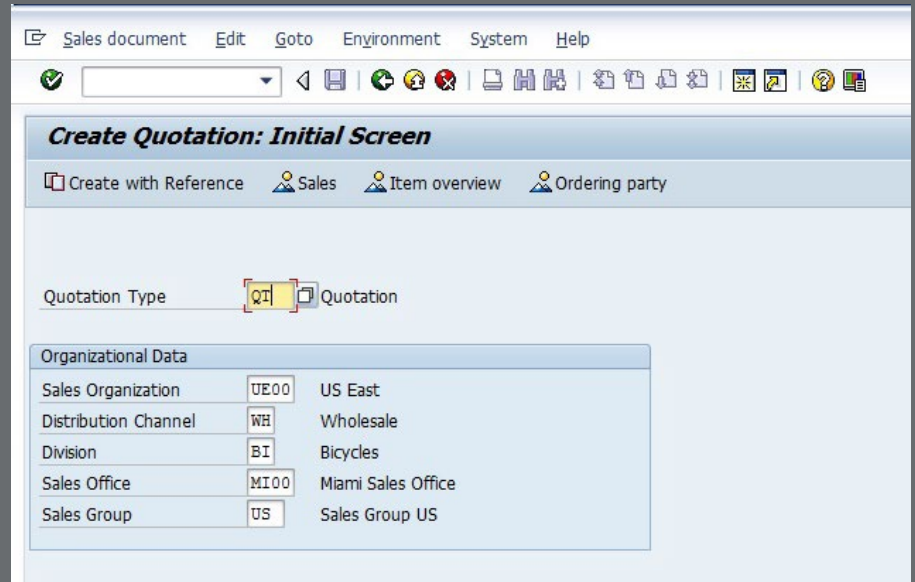 Sales document Edit Goto Environment System Help
Create Quotation: Initial Screen
Create with Reference Sales Item overview Ordering party
Quotation Type QT Quotation
Organizational Data
Sales Organization UE00 US East
Distribution Channel WH Wholesale
Division BI Bicycles
Sales Office MI00 Miami Sales Office
Sales Group US Sales Group US